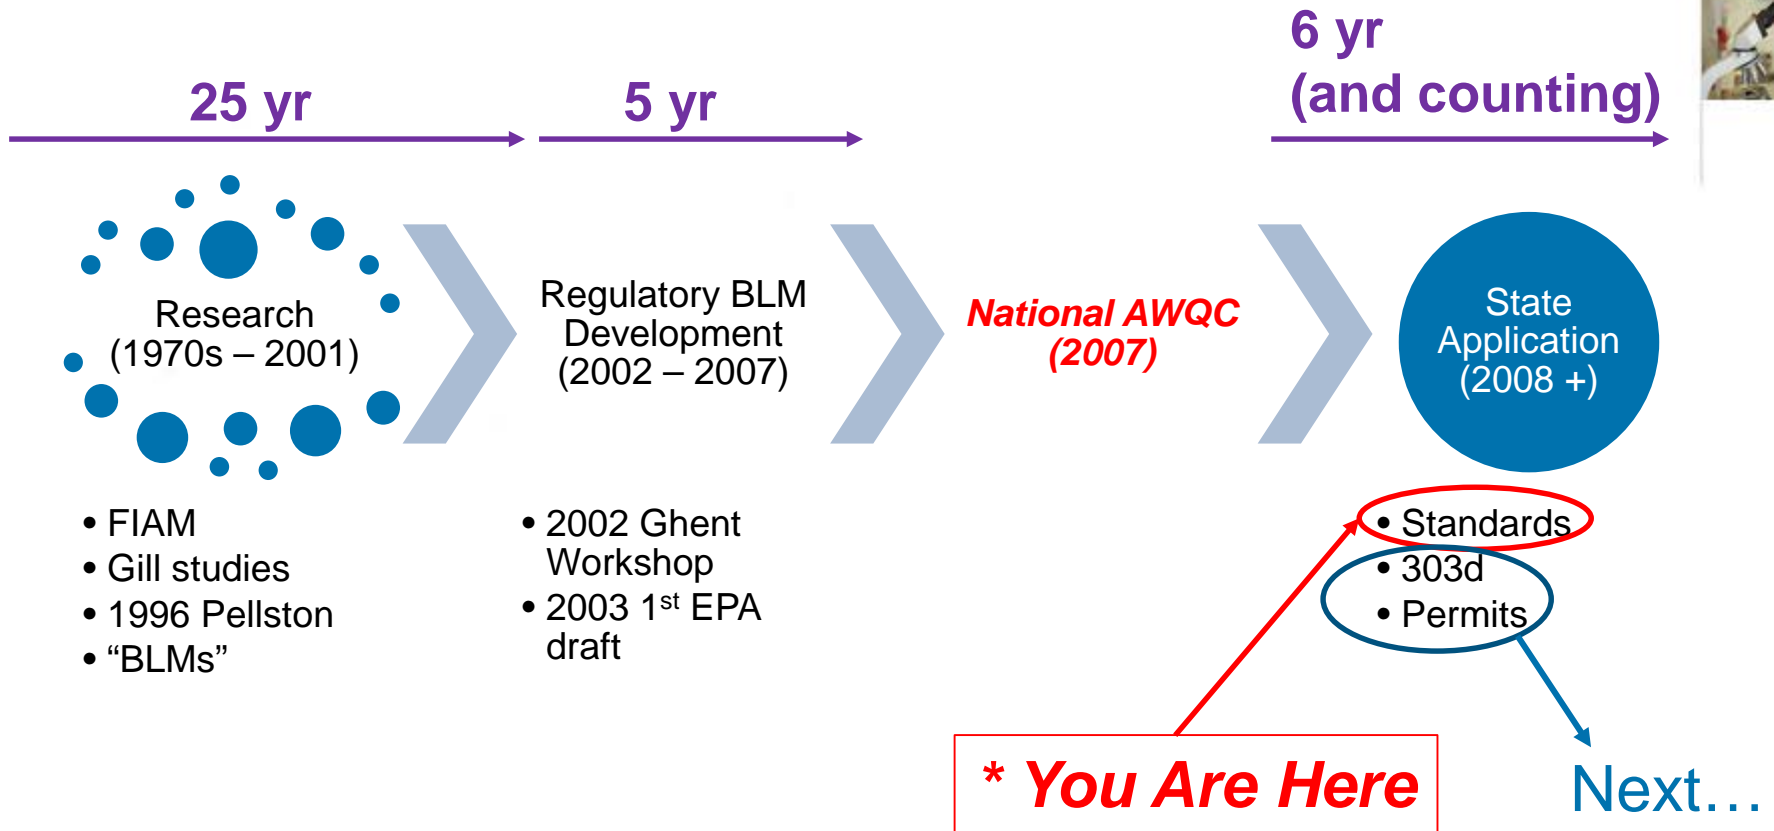 25 yr
5 yr
6 yr
(and counting)
Research
(1970s – 2001)
Regulatory BLM
Development
(2002 – 2007)
National AWQC
(2007)
State
Application
(2008 +)
• FIAM
• Gill studies
• 1996 Pellston
• “BLMs”
• 2002 Ghent
Workshop
• 2003 1st EPA
draft
• Standards
• 303d
• Permits
* You Are Here
Next…